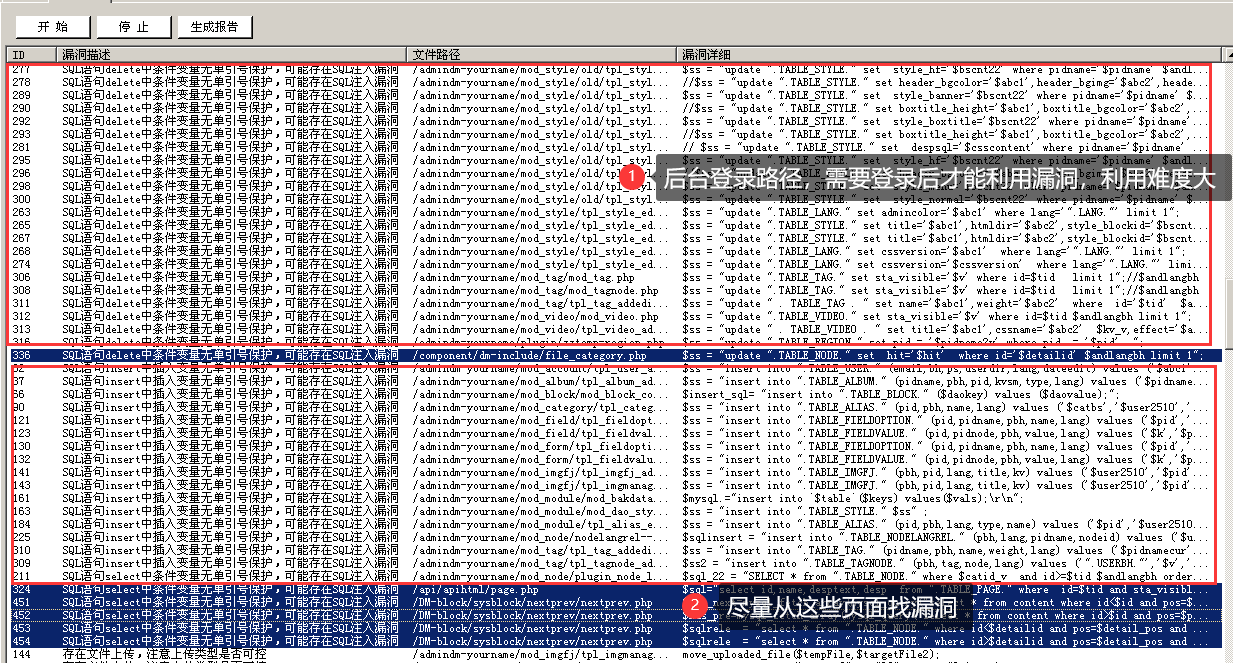 开 始 停 止 生成报告
ID 漏洞描述 文件路径 漏洞详细
277 SQL语句delete中条件变量无单引号保护，可能存在SQL注入漏洞 /admindm-yourname/mod_style/old/tpl_styl... $ss = "update ".TABLE_STYLE." set style_hf='$bscnt22' where pidname='$pidname' $andl...
278 SQL语句delete中条件变量无单引号保护，可能存在SQL注入漏洞 /admindm-yourname/mod_style/old/tpl_styl... //$ss = "update ".TABLE_STYLE." set header_bgcolor='$abc1',header_bgimg='$abc2',heade...
289 SQL语句delete中条件变量无单引号保护，可能存在SQL注入漏洞 /admindm-yourname/mod_style/old/tpl_styl... $ss = "update ".TABLE_STYLE." set style_banner='$bscnt22' where pidname='$pidname' $...
290 SQL语句delete中条件变量无单引号保护，可能存在SQL注入漏洞 /admindm-yourname/mod_style/old/tpl_styl... //$ss = "update ".TABLE_STYLE." set boxtitle_height='$abc1',boxtitle_bgcolor='$abc2',...
292 SQL语句delete中条件变量无单引号保护，可能存在SQL注入漏洞 /admindm-yourname/mod_style/old/tpl_styl... $ss = "update ".TABLE_STYLE." set style_boxtitle='$bscnt22' where pidname='$pidname' ...
293 SQL语句delete中条件变量无单引号保护，可能存在SQL注入漏洞 /admindm-yourname/mod_style/old/tpl_styl... //$ss = "update ".TABLE_STYLE." set boxtitle_height='$abc1',boxtitle_bgcolor='$abc2',...
281 SQL语句delete中条件变量无单引号保护，可能存在SQL注入漏洞 /admindm-yourname/mod_style/old/tpl_styl... // $ss = "update ".TABLE_STYLE." set despsql='$csscontent' where pidname='$pidname' ...
295 SQL语句delete中条件变量无单引号保护，可能存在SQL注入漏洞 /admindm-yourname/mod_style/old/tpl_styl... $ss = "update ".TABLE_STYLE." set style_hf='$bscnt22' where pidname='$pidname' $andl...
296 SQL语句delete中条件变量无单引号保护，可能存在SQL注入漏洞 /admindm-yourname/mod_style/old/tpl_styl
1 后台登录路径，需要登录后才能利用漏洞，利用难度大
298 SQL语句delete中条件变量无单引号保护，可能存在SQL注入漏洞 /admindm-yourname/mod_style/old/tpl_styl
300 SQL语句delete中条件变量无单引号保护，可能存在SQL注入漏洞 /admindm-yourname/mod_style/old/tpl_styl... $ss = "update ".TABLE_STYLE." set style_normal='$bscnt22' where pidname='$pidname'
263 SQL语句delete中条件变量无单引号保护，可能存在SQL注入漏洞 /admindm-yourname/mod_style/tpl_style_ed... $ss = "update ".TABLE_LANG." set admincolor='$abc1' where lang='".LANG."' limit 1";
265 SQL语句delete中条件变量无单引号保护，可能存在SQL注入漏洞 /admindm-yourname/mod_style/tpl_style_ed... $ss = "update ".TABLE_STYLE." set title='$abc1',htmldir='$abc2',style_blockid='$bscnt...
267 SQL语句delete中条件变量无单引号保护，可能存在SQL注入漏洞 /admindm-yourname/mod_style/tpl_style_ed... $ss = "update ".TABLE_STYLE." set title='$abc1',htmldir='$abc2',style_blockid='$bscnt...
268 SQL语句delete中条件变量无单引号保护，可能存在SQL注入漏洞 /admindm-yourname/mod_style/tpl_style_ed... $ss = "update ".TABLE_LANG." set cssversion='$abc1' where lang='".LANG."' limit 1";
274 SQL语句delete中条件变量无单引号保护，可能存在SQL注入漏洞 /admindm-yourname/mod_style/tpl_style_ed... $ss = "update ".TABLE_LANG." set cssversion='$cssversion' where lang='".LANG."' limi...
306 SQL语句delete中条件变量无单引号保护，可能存在SQL注入漏洞 /admindm-yourname/mod_tag/mod_tag.php $ss = "update ".TABLE_TAG." set sta_visible='$v' where id=$tid limit 1";//$andlangbh
308 SQL语句delete中条件变量无单引号保护，可能存在SQL注入漏洞 /admindm-yourname/mod_tag/mod_tagnode.php $ss = "update ".TABLE_TAG." set sta_visible='$v' where id=$tid limit 1";//$andlangbh
311 SQL语句delete中条件变量无单引号保护，可能存在SQL注入漏洞 /admindm-yourname/mod_tag/tpl_tag_addedi... $ss = "update " . TABLE_TAG . " set name='$abc1',weight='$abc2' where id='$tid' $a...
312 SQL语句delete中条件变量无单引号保护，可能存在SQL注入漏洞 /admindm-yourname/mod_video/mod_video.php $ss = "update ".TABLE_VIDEO." set sta_visible='$v' where id=$tid $andlangbh limit 1";
313 SQL语句delete中条件变量无单引号保护，可能存在SQL注入漏洞 /admindm-yourname/mod_video/tpl_video_ad... $ss = "update " . TABLE_VIDEO . " set title='$abc1',cssname='$abc2' $kv_v,effect='$a...
336 SQL语句delete中条件变量无单引号保护，可能存在SQL注入漏洞 /component/dm-include/file_category.php $ss = "update ".TABLE_NODE." set hit='$hit' where id='$detailid' $andlangbh limit 1";
37 SQL语句insert中插入变量无单引号保护，可能存在SQL注入漏洞 /admindm-yourname/mod_album/tpl_album_ad... $ss = "insert into ".TABLE_ALBUM." (pidname,pbh,pid,kvsm,type,lang) values ('$pidname...
66 SQL语句insert中插入变量无单引号保护，可能存在SQL注入漏洞 /admindm-yourname/mod_block/mod_block_co... $insert_sql= "insert into ".TABLE_BLOCK." ($daokey) values ($daovalue);";
90 SQL语句insert中插入变量无单引号保护，可能存在SQL注入漏洞 /admindm-yourname/mod_category/tpl_categ... $ss = "insert into ".TABLE_ALIAS." (pid,pbh,name,lang) values ('$catbs','$user2510','...
121 SQL语句insert中插入变量无单引号保护，可能存在SQL注入漏洞 /admindm-yourname/mod_field/tpl_fieldopt... $ss = "insert into ".TABLE_FIELDOPTION." (pid,pidname,pbh,name,lang) values ('$pid','...
123 SQL语句insert中插入变量无单引号保护，可能存在SQL注入漏洞 /admindm-yourname/mod_field/tpl_fieldval... $ss = "insert into ".TABLE_FIELDVALUE." (pid,pidnode,pbh,value,lang) values ('$k','$p...
130 SQL语句insert中插入变量无单引号保护，可能存在SQL注入漏洞 /admindm-yourname/mod_form/tpl_fieldopti... $ss = "insert into ".TABLE_FIELDOPTION." (pid,pidname,pbh,name,lang) values ('$pid','...
132 SQL语句insert中插入变量无单引号保护，可能存在SQL注入漏洞 /admindm-yourname/mod_form/tpl_fieldvalu... $ss = "insert into ".TABLE_FIELDVALUE." (pid,pidnode,pbh,value,lang) values ('$k','$p...
141 SQL语句insert中插入变量无单引号保护，可能存在SQL注入漏洞 /admindm-yourname/mod_imgfj/tpl_imgfj_ad... $ss = "insert into ".TABLE_IMGFJ." (pbh,pid,lang,title,kv) values ('$user2510','$pid'...
143 SQL语句insert中插入变量无单引号保护，可能存在SQL注入漏洞 /admindm-yourname/mod_imgfj/tpl_imgmanag... $ss = "insert into ".TABLE_IMGFJ." (pbh,pid,lang,title,kv) values ('$user2510','$pid'...
161 SQL语句insert中插入变量无单引号保护，可能存在SQL注入漏洞 /admindm-yourname/mod_module/mod_bakdata... $mysql.="insert into `$table`($keys) values($vals);\r\n";
163 SQL语句insert中插入变量无单引号保护，可能存在SQL注入漏洞 /admindm-yourname/mod_module/mod_dao_sty... $ss = "insert into ".TABLE_STYLE." $ss" ;
184 SQL语句insert中插入变量无单引号保护，可能存在SQL注入漏洞 /admindm-yourname/mod_module/tpl_alias_e... $ss = "insert into ".TABLE_ALIAS." (pbh,pid,lang,type,name) values ('$pid','$user2510...
225 SQL语句insert中插入变量无单引号保护，可能存在SQL注入漏洞 /admindm-yourname/mod_node/nodelangrel--... $sqlinsert = "insert into ".TABLE_NODELANGREL." (pbh,lang,pidname,nodeid) values ('$u...
310 SQL语句insert中插入变量无单引号保护，可能存在SQL注入漏洞 /admindm-yourname/mod_tag/tpl_tag_addedi... $ss = "insert into ".TABLE_TAG." (pidname,pbh,name,weight,lang) values ('$pidnamecur'...
309 SQL语句insert中插入变量无单引号保护，可能存在SQL注入漏洞 /admindm-yourname/mod_tag/tpl_tagnode_ad... $ss2 = "insert into ".TABLE_TAGNODE." (pbh,tag,node,lang) values ('".USERBH."','$v',...
211 SQL语句select中条件变量无单引号保护，可能存在SQL注入漏洞 /admindm-yourname/mod_node/plugin_node_l... $sql_22 = "SELECT * from ".TABLE_NODE." where $catid_v and id>=$tid $andlangbh order...
324 SQL语句select中条件变量无单引号保护，可能存在SQL注入漏洞 /api/apihtml/page.php $sql= "select id,name,desptext,desp from ".TABLE_PAGE." where id=$tid and sta_visibl...
451 SQL语句select中条件变量无单引号保护，可能存在SQL注入漏洞 /DM-block/sysblock/nextprev/nextprev.php * from content where id<$id and pos=$...
2 尽量从这些页面找漏洞
452 SQL语句select中条件变量无单引号保护，可能存在SQL注入漏洞 /DM-block/sysblock/nextprev/nextprev.php * from content where id>$id and pos=$...
453 SQL语句select中条件变量无单引号保护，可能存在SQL注入漏洞 /DM-block/sysblock/nextprev/nextprev.php "select * from ".TABLE_NODE." where id<$detailid and pos=$detail_pos and ...
454 SQL语句select中条件变量无单引号保护，可能存在SQL注入漏洞 /DM-block/sysblock/nextprev/nextprev.php $sqlrele = "select * from ".TABLE_NODE." where id>$detailid and pos=$detail_pos and ...
144 存在文件上传，注意上传类型是否可控 /admindm-yourname/mod_imgfj/tpl_imgmanag... move_uploaded_file($tempFile,$targetFile2);